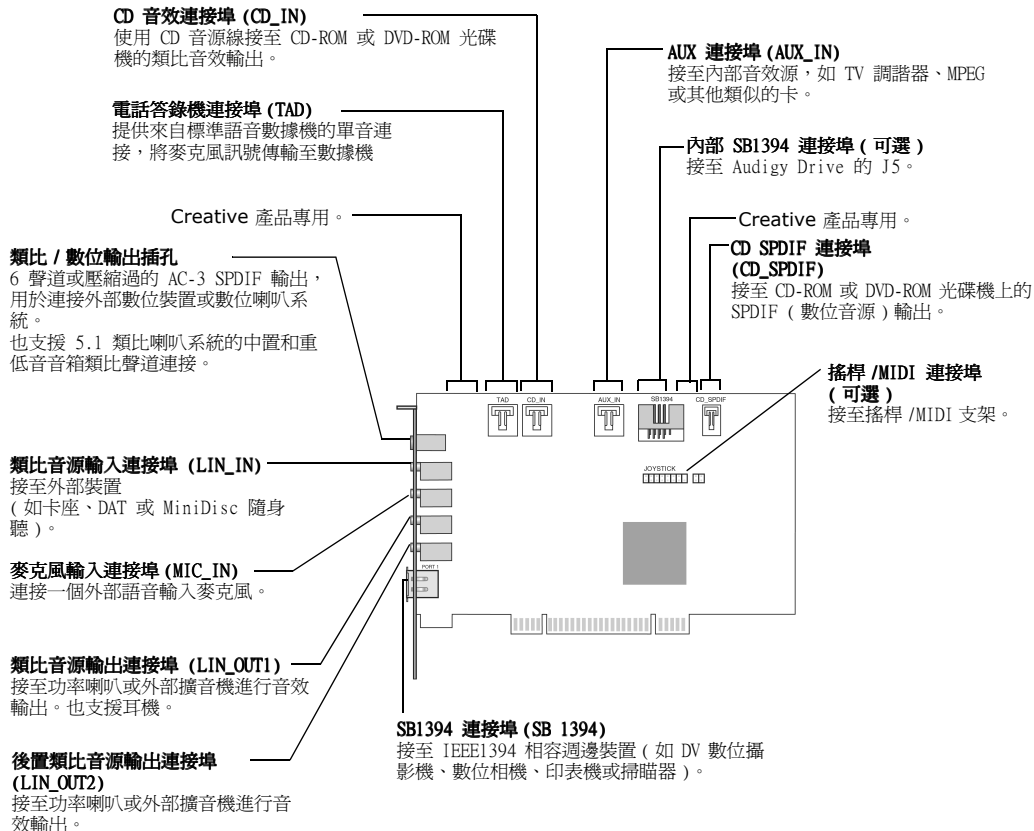 CD 音效連接埠 (CD_IN)
使用 CD 音源線接至 CD-ROM 或 DVD-ROM 光碟
機的類比音效輸出。
電話答錄機連接埠 (TAD)
提供來自標準語音數據機的單音連
接，將麥克風訊號傳輸至數據機
Creative 產品專用。
類比 / 數位輸出插孔
6 聲道或壓縮過的 AC-3 SPDIF 輸出，
用於連接外部數位裝置或數位喇叭系
統。
也支援 5.1 類比喇叭系統的中置和重
低音音箱類比聲道連接。
類比音源輸入連接埠 (LIN_IN)
接至外部裝置
( 如卡座、DAT 或 MiniDisc 隨身
聽 )。
麥克風輸入連接埠 (MIC_IN)
連接一個外部語音輸入麥克風。
類比音源輸出連接埠 (LIN_OUT1)
接至功率喇叭或外部擴音機進行音效
輸出。也支援耳機。
後置類比音源輸出連接埠
(LIN_OUT2)
接至功率喇叭或外部擴音機進行音
效輸出。
AUX 連接埠 (AUX_IN)
接至內部音效源，如 TV 調諧器、MPEG
或其他類似的卡。
內部 SB1394 連接埠 ( 可選 )
接至 Audigy Drive 的 J5。
Creative 產品專用。
CD SPDIF 連接埠
(CD_SPDIF)
接至 CD-ROM 或 DVD-ROM 光碟機上的
SPDIF ( 數位音源 ) 輸出。
搖桿 /MIDI 連接埠
( 可選 )
接至搖桿 /MIDI 支架。
TAD
CD_IN
AUX_IN
SB1394
CD_SPDIF
JOYSTICK
PORT 1
SB1394 連接埠 (SB 1394)
接至 IEEE1394 相容週邊裝置 ( 如 DV 數位攝
影機、數位相機、印表機或掃瞄器 )。